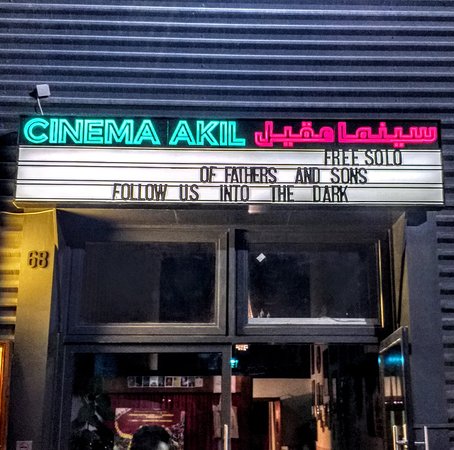 CINEMA AKIL سينما عقيل
FREE SOLO
OF FATHERS AND SONS
FOLLOW US INTO THE DARK
68